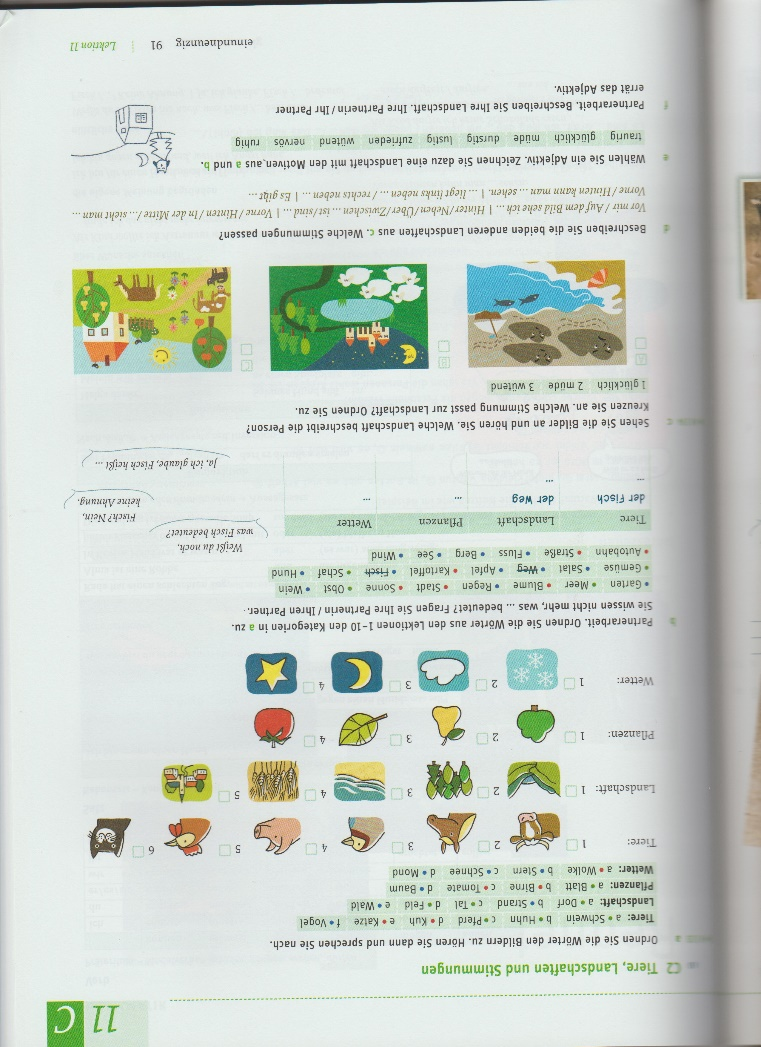 11 C
C2 Tiere, Landschaften und Stimmungen
a Ordnen Sie die Wörter den Bildern zu. Hören Sie dann und sprechen Sie nach.
Tiere: a • Schwein b • Huhn c • Pferd d • Kuh e • Katze f • Vogel
Landschaft: a • Dorf b • Strand c • Tal d • Feld e • Wald
Pflanzen: a • Blatt b • Birne c • Tomate d • Baum
Wetter: a • Wolke b • Stern c • Schnee d • Mond
Tiere: 1 2 3 4 5 6
Landschaft: 1 2 3 4 5
Pflanzen: 1 2 3 4
Wetter: 1 2 3 4
b Partnerarbeit. Ordnen Sie die Wörter aus den Lektionen 1–10 den Kategorien in a zu.
Sie wissen nicht mehr, was ... bedeutet? Fragen Sie Ihre Partnerin / Ihren Partner.
• Garten • Meer • Blume • Regen • Stadt • Sonne • Obst • Wein
• Gemüse • Salat • Weg • Apfel • Kartoffel • Fisch • Schaf • Hund
• Autobahn • Straße • Fluss • Berg • See • Wind
Tiere Landschaft Pflanzen Wetter
der Fisch der Weg ... ...
... ...
Weißt du noch,
was Fisch bedeutet?
Fisch? Nein,
keine Ahnung.
Ja, ich glaube, Fisch heißt ...
c Sehen Sie die Bilder an und hören Sie. Welche Landschaft beschreibt die Person?
Kreuzen Sie an. Welche Stimmung passt zur Landschaft? Ordnen Sie zu.
1 glücklich 2 müde 3 wütend
A B C
d Beschreiben Sie die beiden anderen Landschaften aus c. Welche Stimmungen passen?
Vor mir / Auf dem Bild sehe ich ... | Hinter/Neben/Über/Zwischen ... ist/sind ... | Vorne / Hinten / In der Mitte /... sieht man ...
Vorne / Hinten kann man ... sehen. | ... liegt links neben ... / rechts neben ... | Es gibt ...
e Wählen Sie ein Adjektiv. Zeichnen Sie dazu eine Landschaft mit den Motiven aus a und b.
traurig glücklich müde durstig lustig zufrieden wütend nervös ruhig
f Partnerarbeit. Beschreiben Sie Ihre Landschaft. Ihre Partnerin / Ihr Partner
errät das Adjektiv.
einundneunzig 91 | Lektion 11